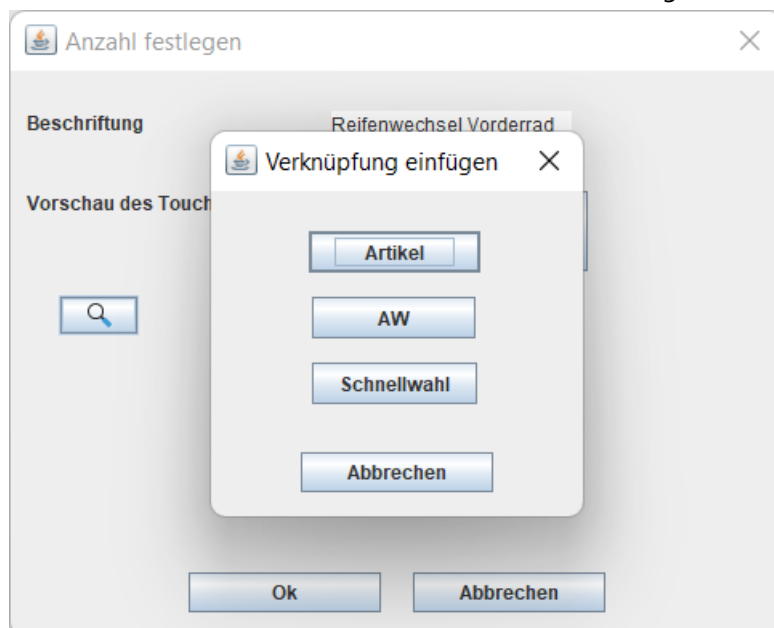 Anzahl festlegen
Beschriftung
Reifenwechsel Vorderrad
Verknüpfung einfügen
Vorschau des Touch
Artikel
AW
Schnellwahl
Abbrechen
Ok
Abbrechen